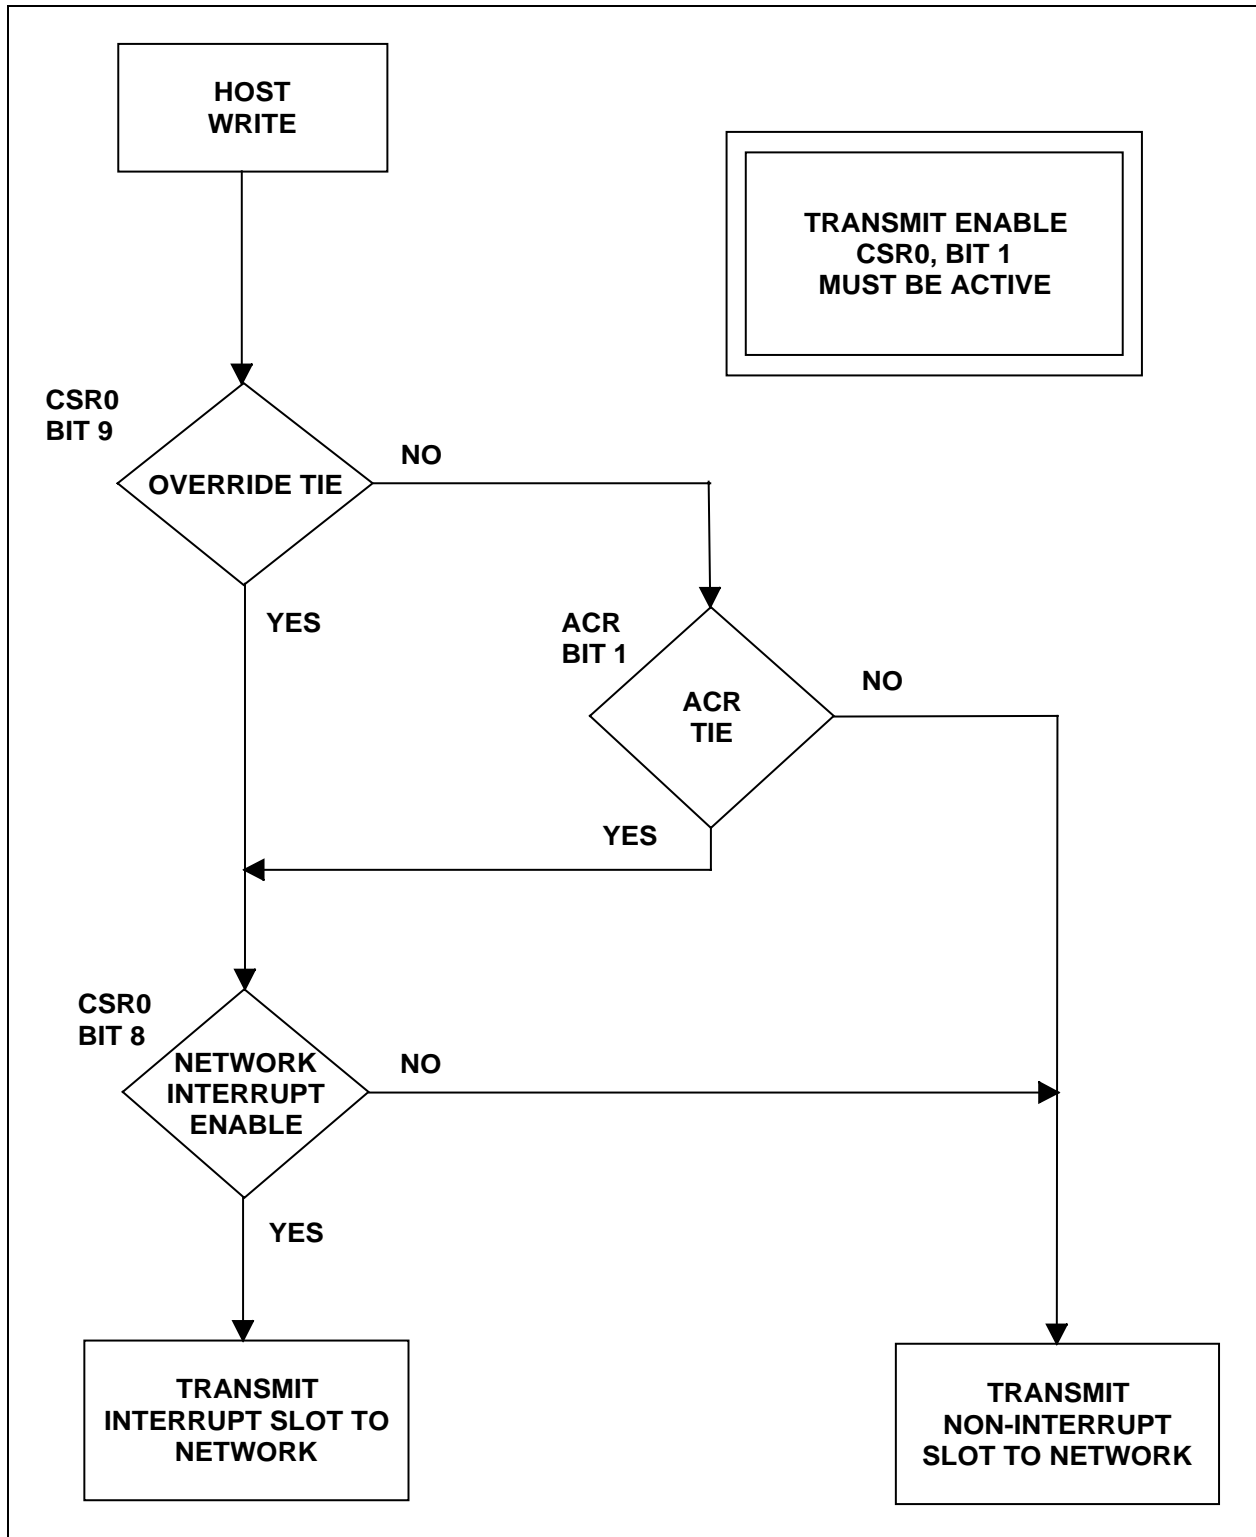 HOST
WRITE
TRANSMIT ENABLE
CSR0, BIT 1
MUST BE ACTIVE
CSR0
BIT 9
OVERRIDE TIE
NO
YES
ACR
BIT 1
ACR
TIE
NO
YES
CSR0
BIT 8
NETWORK
INTERRUPT
ENABLE
NO
YES
TRANSMIT
INTERRUPT SLOT TO
NETWORK
TRANSMIT
NON-INTERRUPT
SLOT TO NETWORK